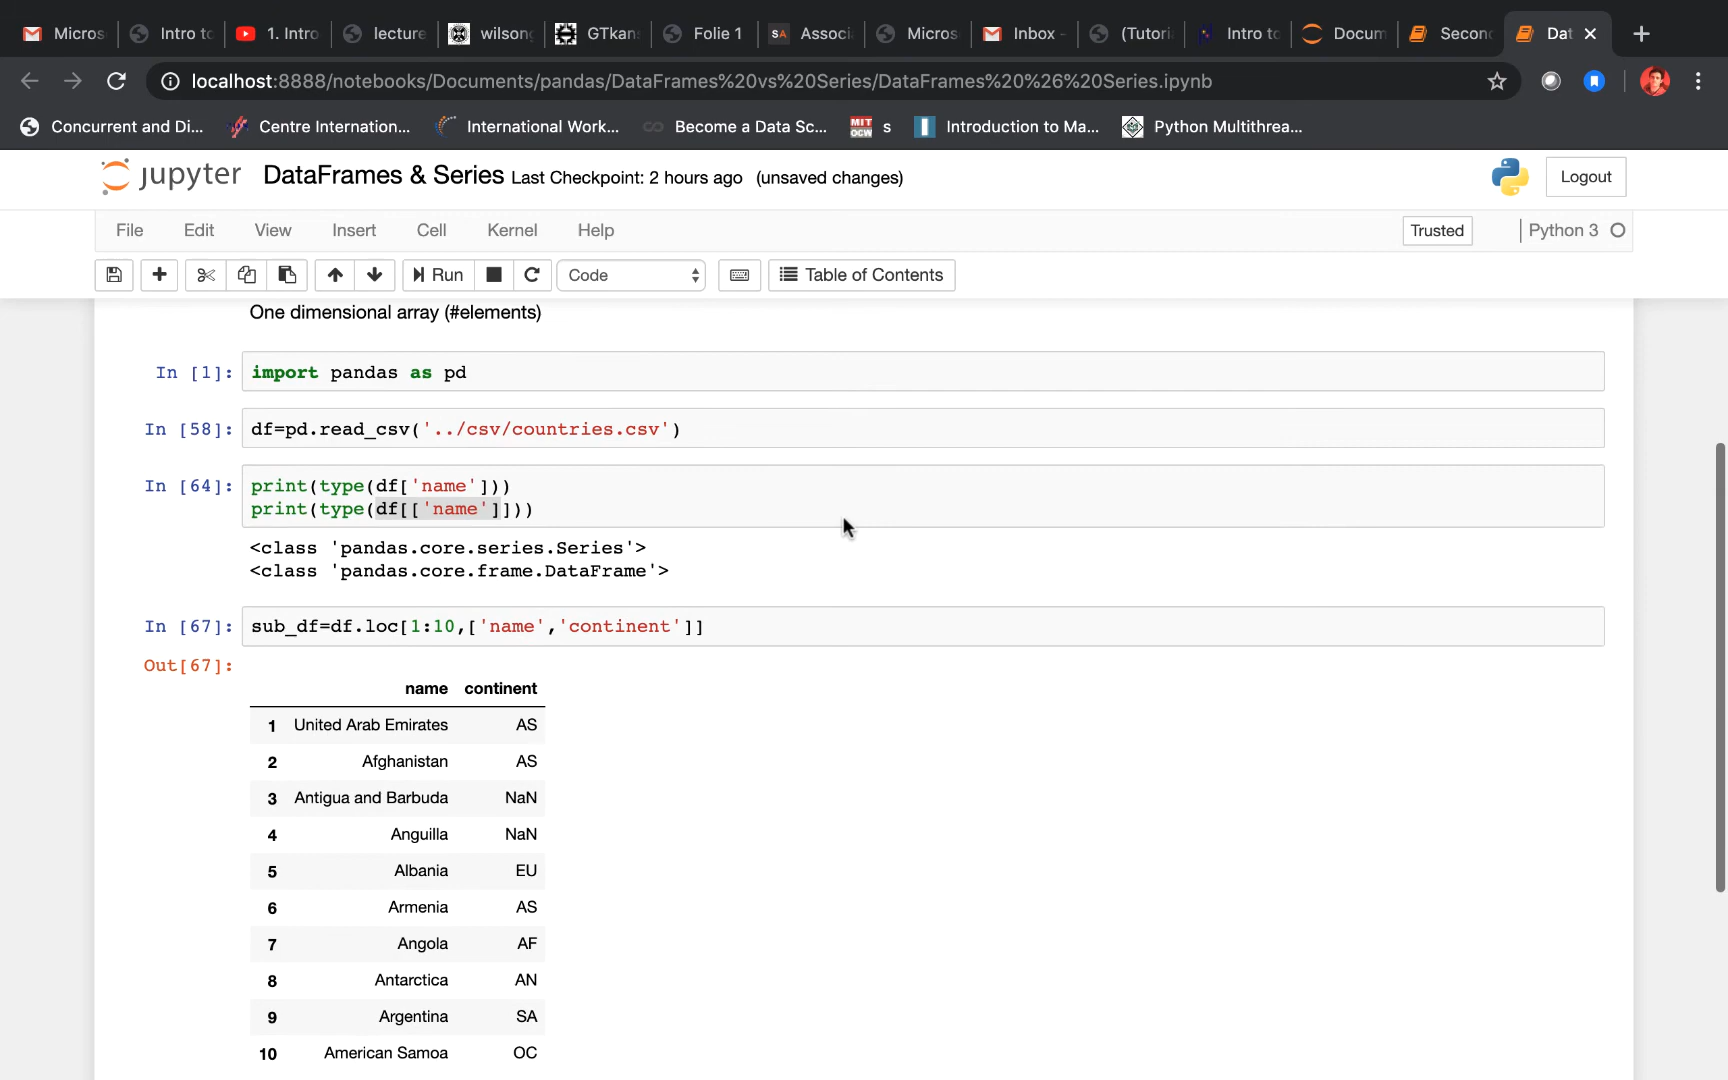 Micros Intro to 1. Intro lecture wilson GTkan Folie 1 Associ Micros Inbox - (Tutori Intro to Docum Secon Dat
localhost:8888/notebooks/Documents/pandas/DataFrames%20vs%20Series/DataFrames%20%26%20Series.ipynb
Concurrent and Di... Centre Internation... International Work... Become a Data Sc... MIT OCW s Introduction to Ma... Python Multithrea...
jupyter DataFrames & Series Last Checkpoint: 2 hours ago (unsaved changes) Logout
File Edit View Insert Cell Kernel Help Trusted Python 3
Run Code Table of Contents
One dimensional array (#elements)
In [1]: import pandas as pd
In [58]: df=pd.read_csv('../csv/countries.csv')
In [64]: print(type(df['name']))
print(type(df[['name']]))
<class 'pandas.core.series.Series'>
<class 'pandas.core.frame.DataFrame'>
In [67]: sub_df=df.loc[1:10,['name','continent']]
Out[67]:
name continent
1 United Arab Emirates AS
2 Afghanistan AS
3 Antigua and Barbuda NaN
4 Anguilla NaN
5 Albania EU
6 Armenia AS
7 Angola AF
8 Antarctica AN
9 Argentina SA
10 American Samoa OC